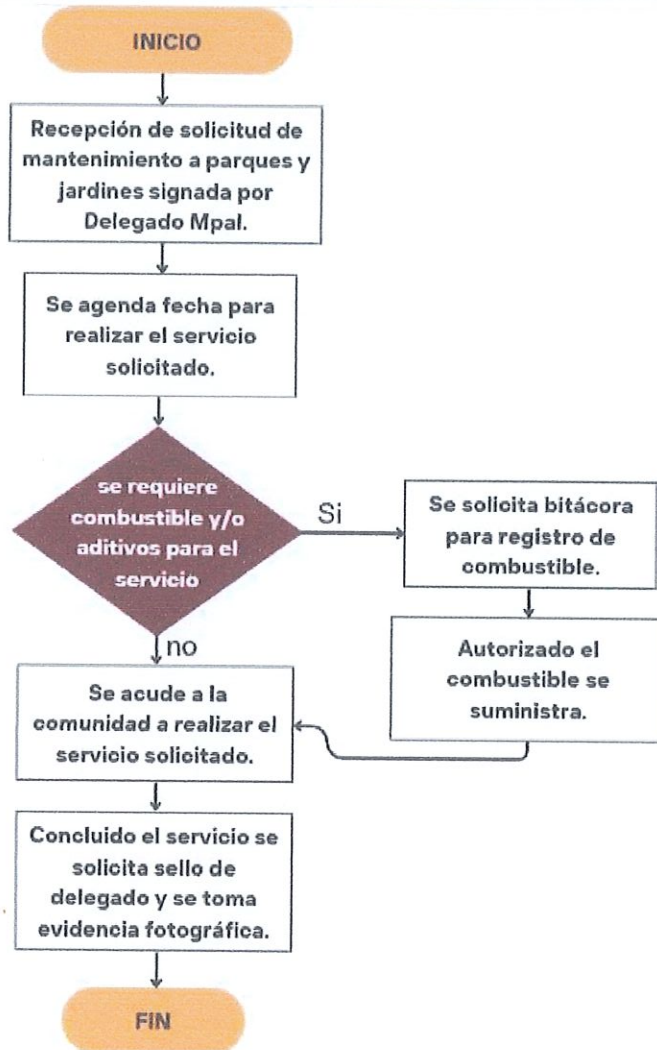 INICIO
Recepción de solicitud de
mantenimiento a parques y
jardines signada por
Delegado Mpal.
Se agenda fecha para
realizar el servicio
solicitado.
se requiere
combustible y/o
aditivos para el
servicio
Si
Se solicita bitácora
para registro de
combustible.
Autorizado el
combustible se
suministra.
no
Se acude a la
comunidad a realizar el
servicio solicitado.
Concluido el servicio se
solicita sello de
delegado y se toma
evidencia fotográfica.
FIN